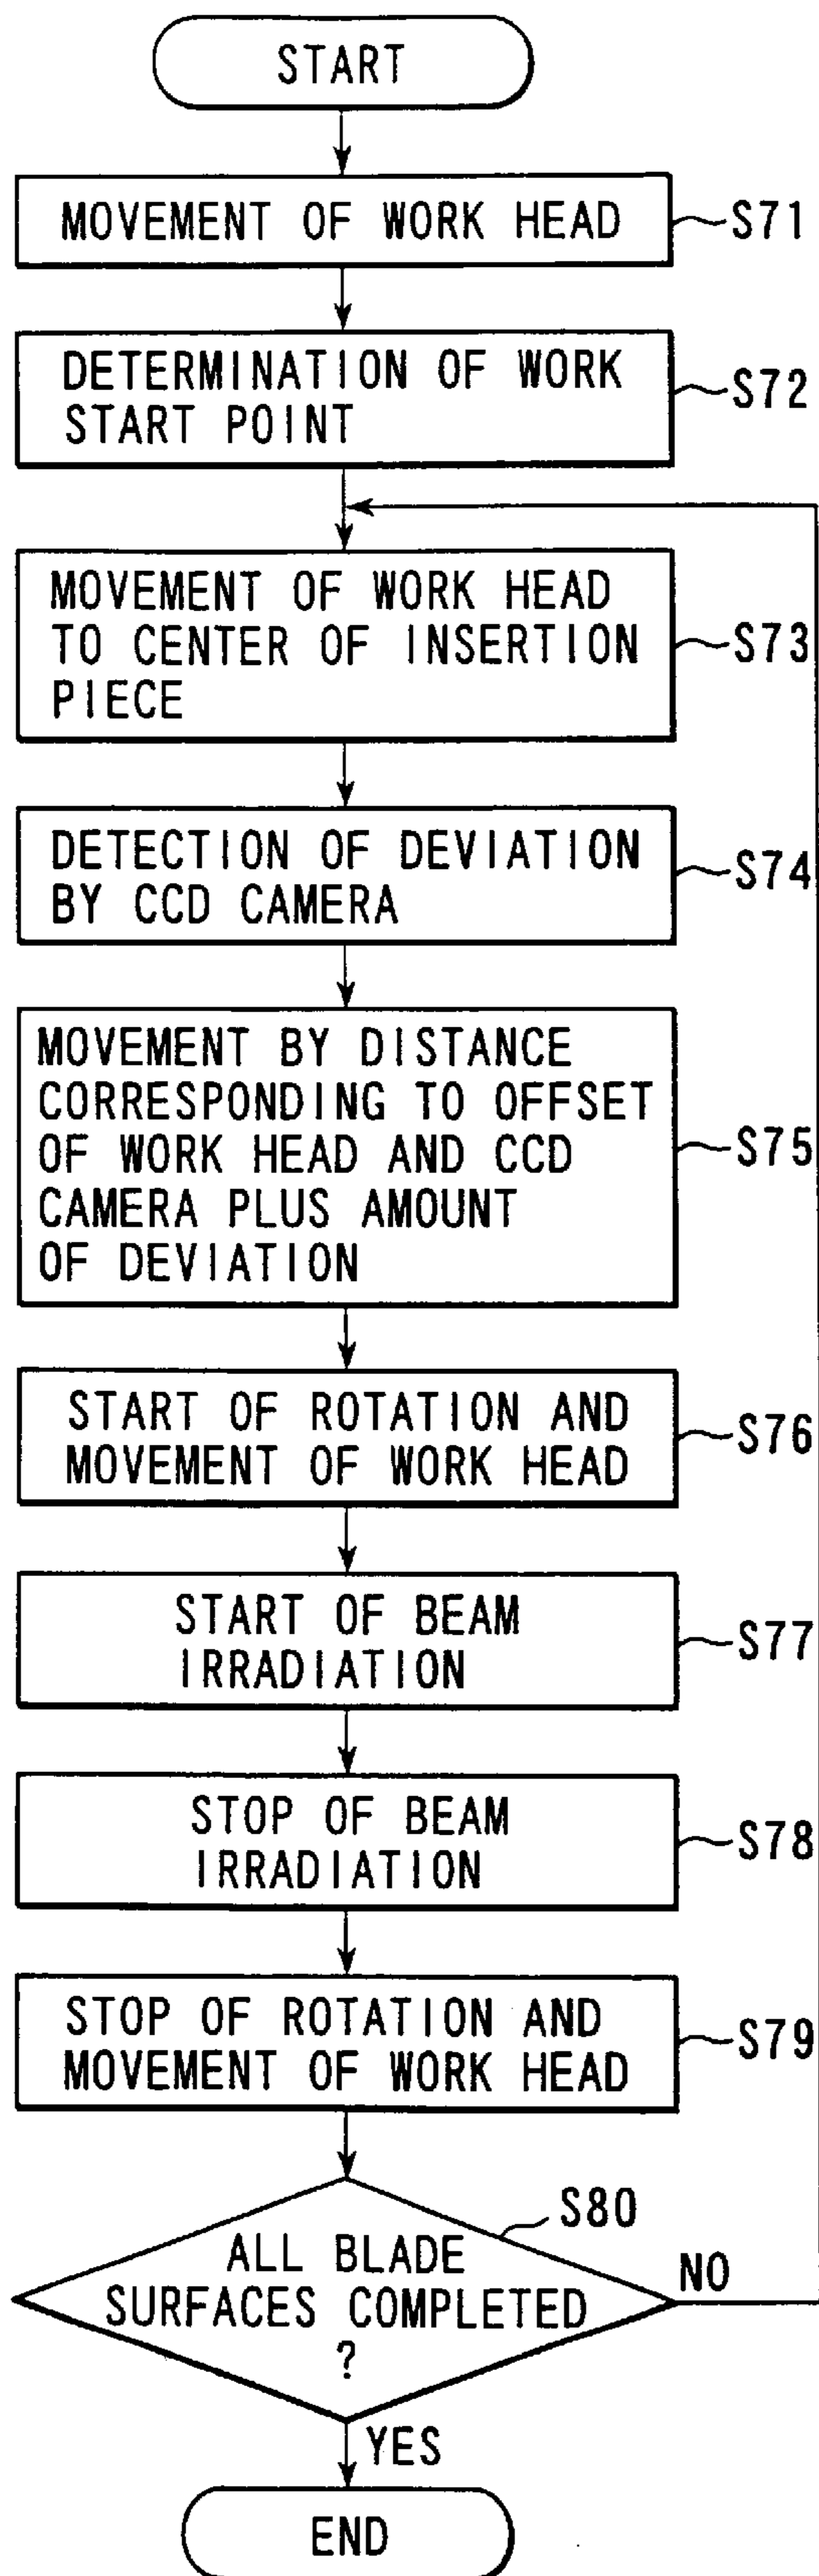 START
MOVEMENT OF WORK HEAD
S71
DETERMINATION OF WORK
START POINT
S72
MOVEMENT OF WORK HEAD
TO CENTER OF INSERTION
PIECE
S73
DETECTION OF DEVIATION
BY CCD CAMERA
S74
MOVEMENT BY DISTANCE
CORRESPONDING TO OFFSET
OF WORK HEAD AND CCD
CAMERA PLUS AMOUNT
OF DEVIATION
S75
START OF ROTATION AND
MOVEMENT OF WORK HEAD
S76
START OF BEAM
IRRADIATION
S77
STOP OF BEAM
IRRADIATION
S78
STOP OF ROTATION AND
MOVEMENT OF WORK HEAD
S79
S80
ALL BLADE
SURFACES COMPLETED
?
NO
YES
END